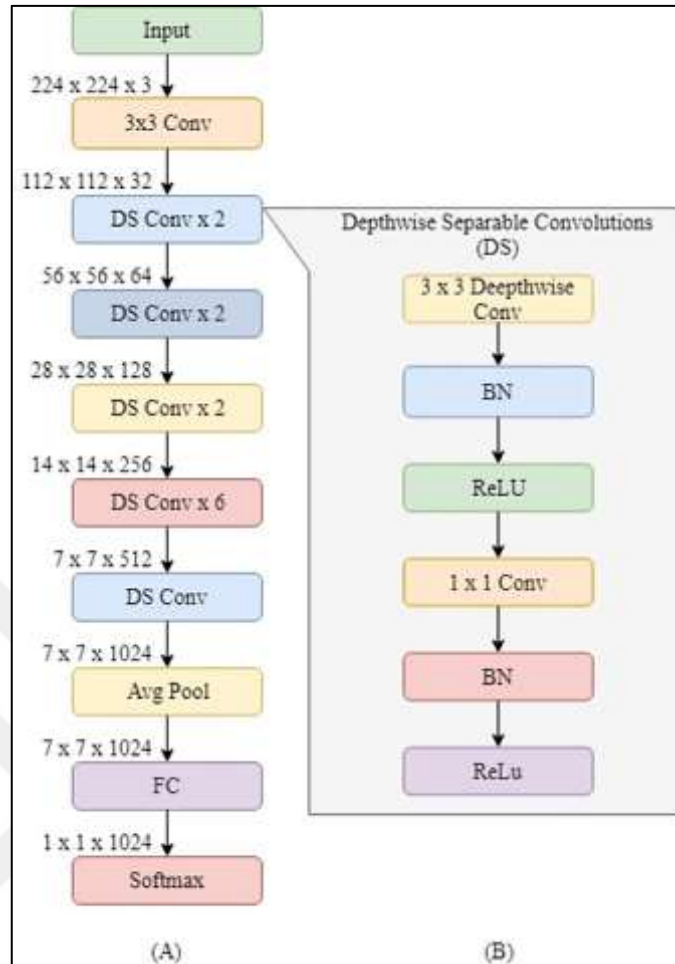 Input
224 x 224 x 3
3x3 Conv
112 x 112 x 32
DS Conv x 2
56 x 56 x 64
DS Conv x 2
28 x 28 x 128
DS Conv x 2
14 x 14 x 256
DS Conv x 6
7 x 7 x 512
DS Conv
7 x 7 x 1024
Avg Pool
7 x 7 x 1024
FC
1 x 1 x 1024
Softmax
(A)
Depthwise Separable Convolutions
(DS)
3 x 3 Deepthwise
Conv
BN
ReLU
1 x 1 Conv
BN
ReLu
(B)